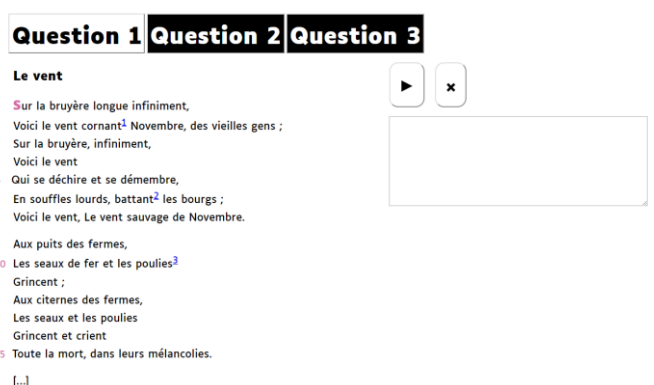 Question 1 Question 2 Question 3
Le vent
Sur la bruyère longue infiniment,
Voici le vent cornant1 Novembre, des vieilles gens ;
Sur la bruyère, infiniment,
Voici le vent
Qui se déchire et se démembre,
En souffles lourds, battant2 les bourgs ;
Voici le vent, Le vent sauvage de Novembre.
Aux puits des fermes,
0 Les seaux de fer et les poulies3
Grincent ;
Aux citernes des fermes,
Les seaux et les poulies
Grincent et crient
5 Toute la mort, dans leurs mélancolies.
[...]